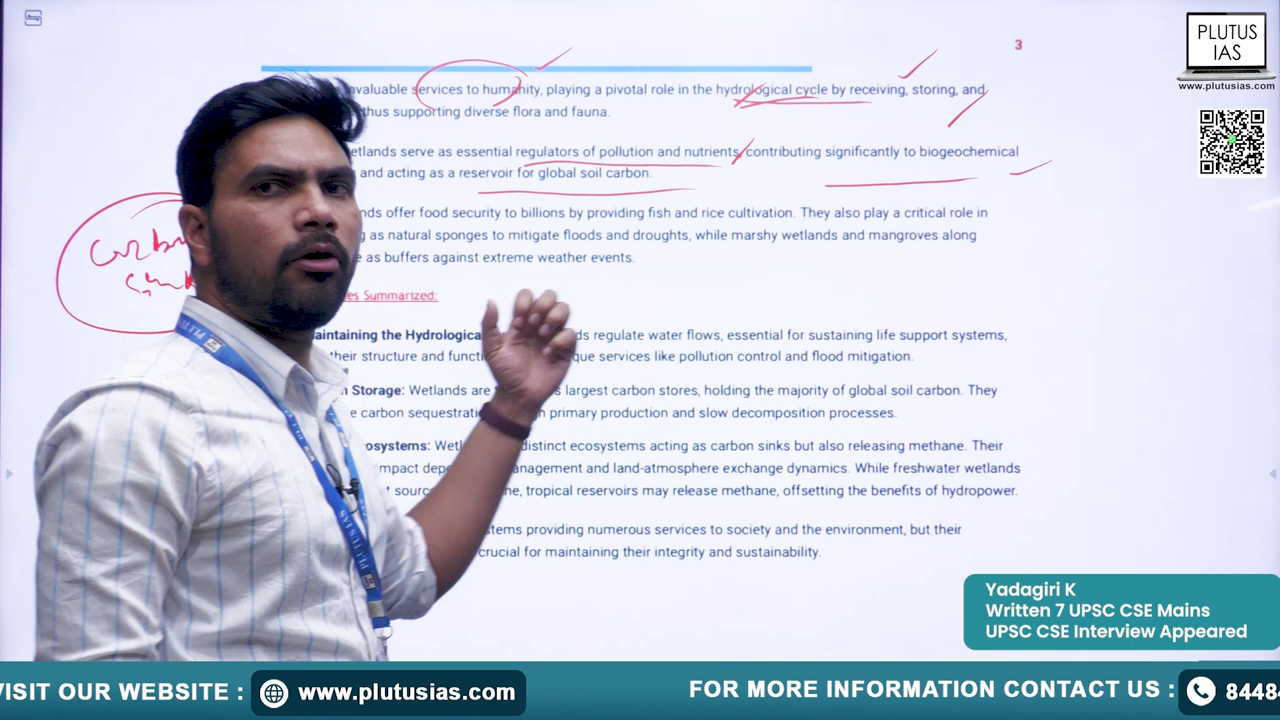 3
PLUTUS
IAS
www.plutusias.com
nvaluable services to humanity, playing a pivotal role in the hydrological cycle by receiving, storing, and
thus supporting diverse flora and fauna.
etlands serve as essential regulators of pollution and nutrients, contributing significantly to biogeochemical
and acting as a reservoir for global soil carbon.
nds offer food security to billions by providing fish and rice cultivation. They also play a critical role in
g as natural sponges to mitigate floods and droughts, while marshy wetlands and mangroves along
e as buffers against extreme weather events.
Carbon
Sink
es Summarized:
aintaining the Hydrological ds regulate water flows, essential for sustaining life support systems,
their structure and functi que services like pollution control and flood mitigation.
n Storage: Wetlands are s largest carbon stores, holding the majority of global soil carbon. They
e carbon sequestrati h primary production and slow decomposition processes.
osystems: Wetl distinct ecosystems acting as carbon sinks but also releasing methane. Their
mpact dep anagement and land-atmosphere exchange dynamics. While freshwater wetlands
t sourc ne, tropical reservoirs may release methane, offsetting the benefits of hydropower.
stems providing numerous services to society and the environment, but their
crucial for maintaining their integrity and sustainability.
PLUTUSIAS
Yadagiri K
Written 7 UPSC CSE Mains
UPSC CSE Interview Appeared
VISIT OUR WEBSITE : www.plutusias.com
FOR MORE INFORMATION CONTACT US : 8448